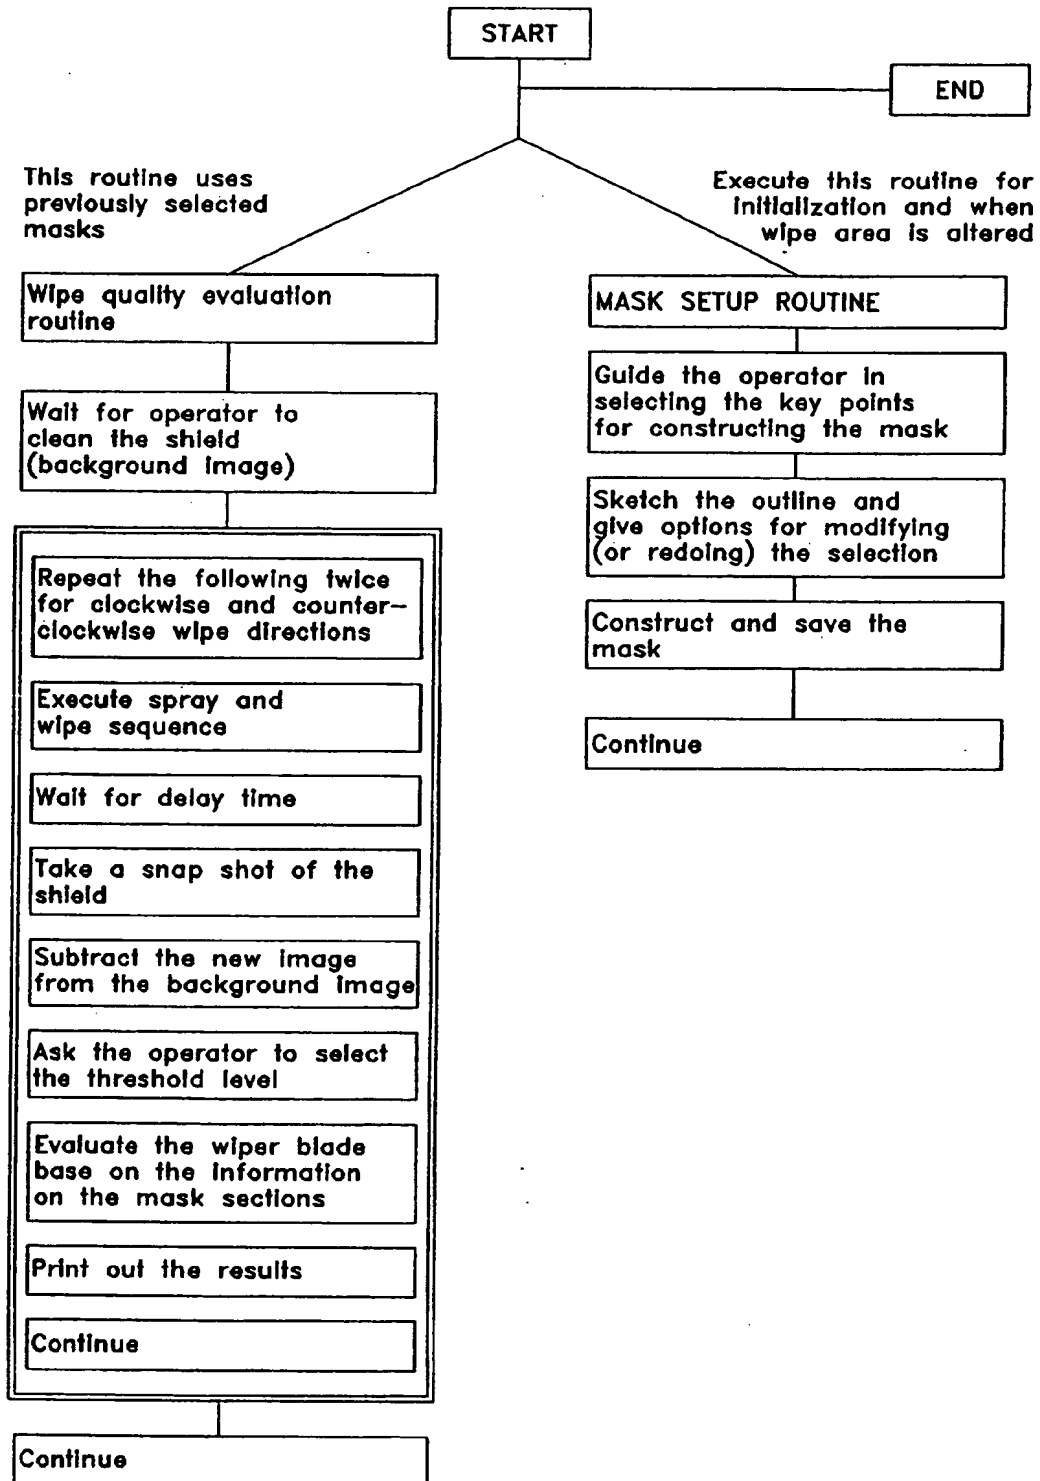 START
END
This routine uses
previously selected
masks
Execute this routine for
initialization and when
wipe area is altered
Wipe quality evaluation
routine
Wait for operator to
clean the shield
(background image)
Repeat the following twice
for clockwise and counter-
clockwise wipe directions
Execute spray and
wipe sequence
Wait for delay time
Take a snap shot of the
shield
Subtract the new image
from the background image
Ask the operator to select
the threshold level
Evaluate the wiper blade
base on the information
on the mask sections
Print out the results
Continue
Continue
MASK SETUP ROUTINE
Guide the operator in
selecting the key points
for constructing the mask
Sketch the outline and
give options for modifying
(or redoing) the selection
Construct and save the
mask
Continue